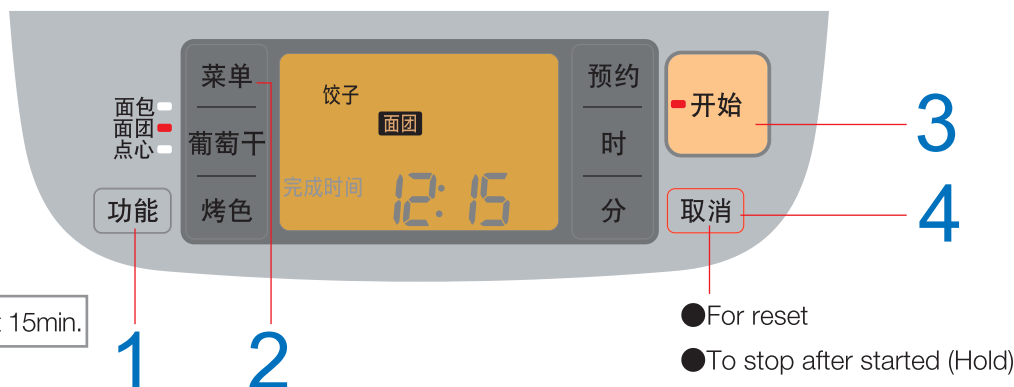 面包
面团
点心
功能
菜单
葡萄干
烤色
饺子
面团
完成时间 12:15
预约
时
分
开始
取消
3
4
15min.
1
2
●For reset
●To stop after started (Hold)